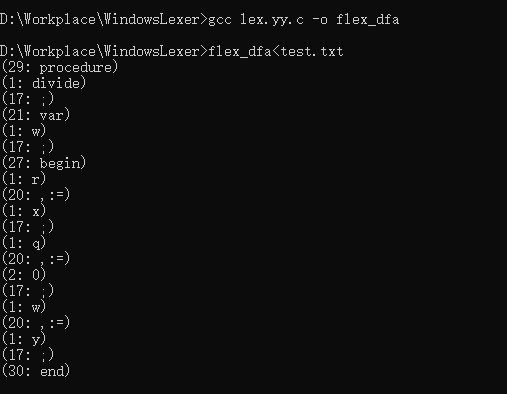 D:\Workplace\WindowsLexer>gcc lex.yy.c -o flex_dfa
D:\Workplace\WindowsLexer>flex_dfa<test.txt
(29: procedure)
(1: divide)
(17: ;)
(21: var)
(1: w)
(17: ;)
(27: begin)
(1: r)
(20: ,:=)
(1: x)
(17: ;)
(1: q)
(20: ,:=)
(2: 0)
(17: ;)
(1: w)
(20: ,:=)
(1: y)
(17: ;)
(30: end)